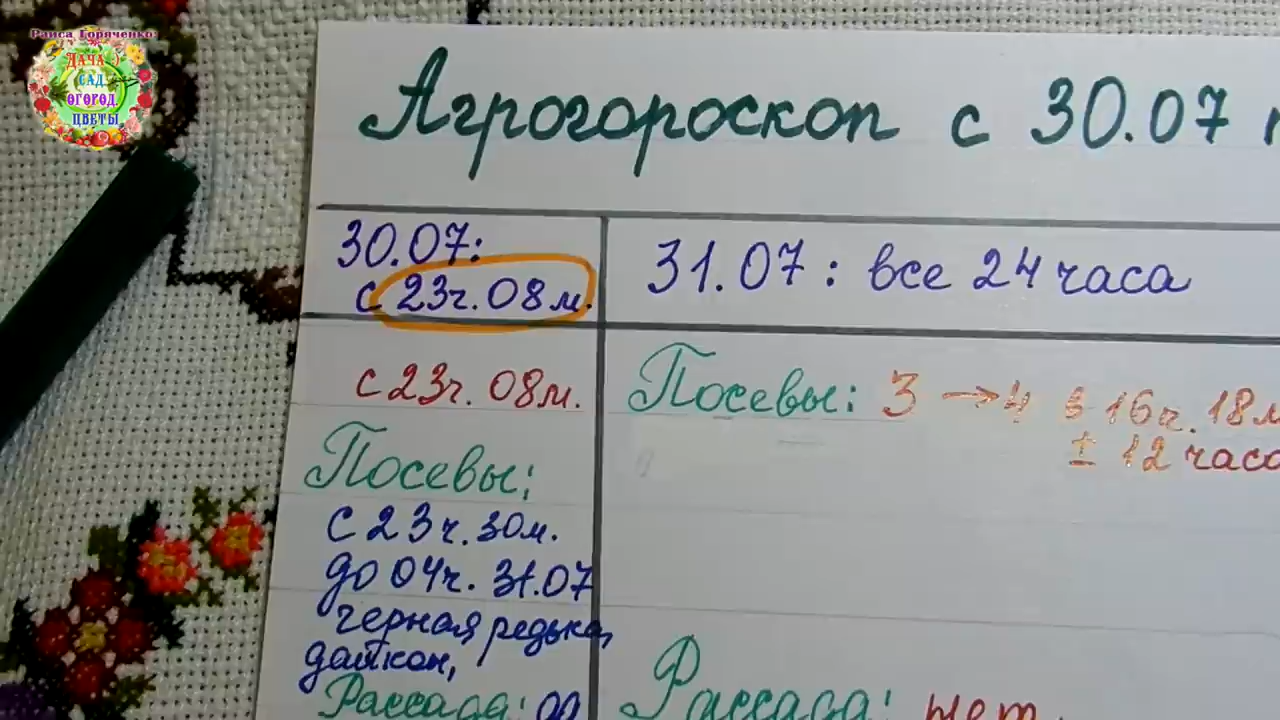 Раиса Горяченко:
ДАЧА
САД,
ОГОРОД,
ЦВЕТЫ
Агрогороскоп с 30.07
30.07:
с 23ч. 08м.
31.07: все 24 часа
с 23ч. 08м.
Посевы:
с 23ч. 30м.
до 04ч. 31.07
черная редька,
дайкон,
Рассада:
Посевы: 3 → 4 в 16ч. 18м
± 12 часо
Рассада: нет.